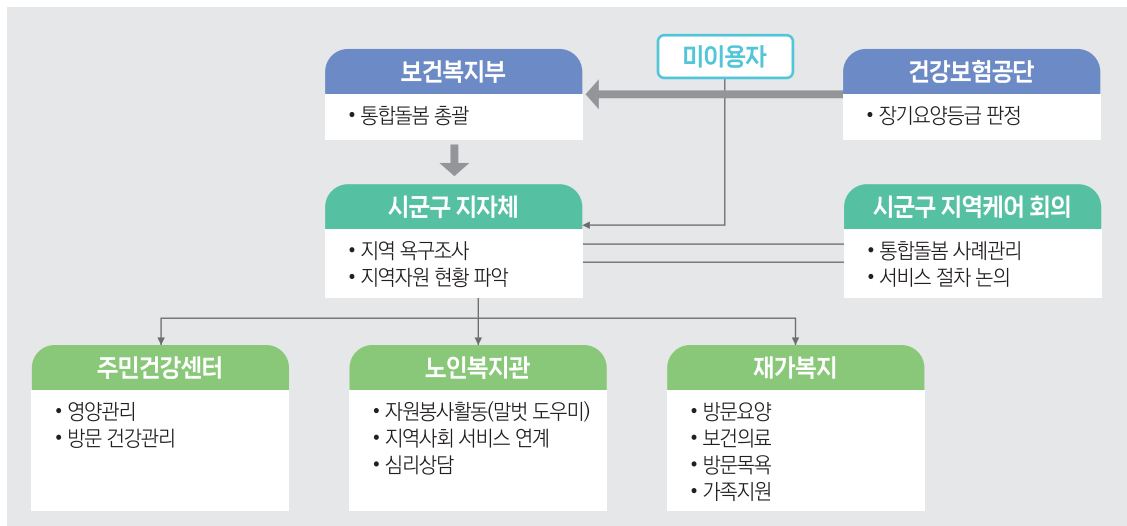 미이용자
보건복지부
• 통합돌봄 총괄
건강보험공단
• 장기요양등급 판정
시군구 지자체
• 지역 욕구조사
• 지역자원 현황 파악
시군구 지역케어 회의
• 통합돌봄 사례관리
• 서비스 절차 논의
주민건강센터
• 영양관리
• 방문 건강관리
노인복지관
• 자원봉사활동(말벗 도우미)
• 지역사회 서비스 연계
• 심리상담
재가복지
• 방문요양
• 보건의료
• 방문목욕
• 가족지원